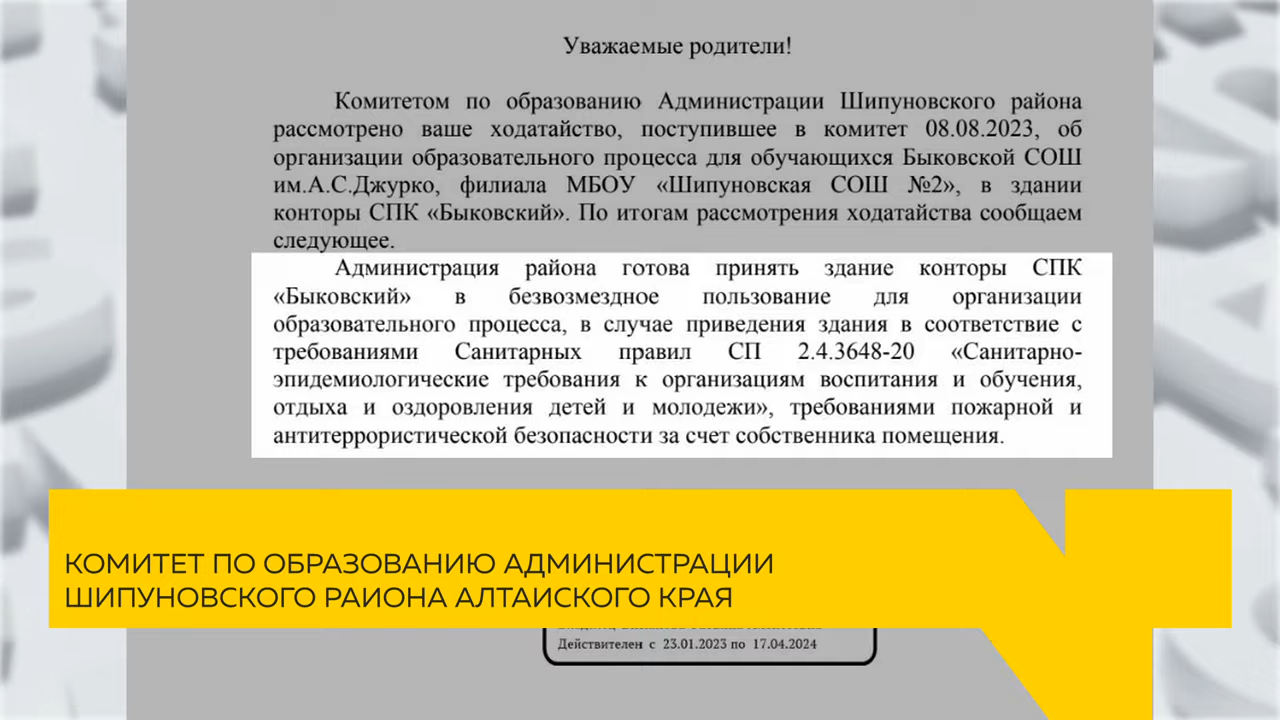 Уважаемые родители!
Комитетом по образованию Администрации Шипуновского района
рассмотрено ваше ходатайство, поступившее в комитет 08.08.2023, об
организации образовательного процесса для обучающихся Быковской СОШ
им.А.С.Джурко, филиала МБОУ «Шипуновская СОШ №2», в здании
конторы СПК «Быковский». По итогам рассмотрения ходатайства сообщаем
следующее.
Администрация района готова принять здание конторы СПК
«Быковский» в безвозмездное пользование для организации
образовательного процесса, в случае приведения здания в соответствие с
требованиями Санитарных правил СП 2.4.3648-20 «Санитарно-
эпидемиологические требования к организациям воспитания и обучения,
отдыха и оздоровления детей и молодежи», требованиями пожарной и
антитеррористической безопасности за счет собственника помещения.
КОМИТЕТ ПО ОБРАЗОВАНИЮ АДМИНИСТРАЦИИ
ШИПУНОВСКОГО РАИОНА АЛТАИСКОГО КРАЯ
Действителен с 23.01.2023 по 17.04.2024